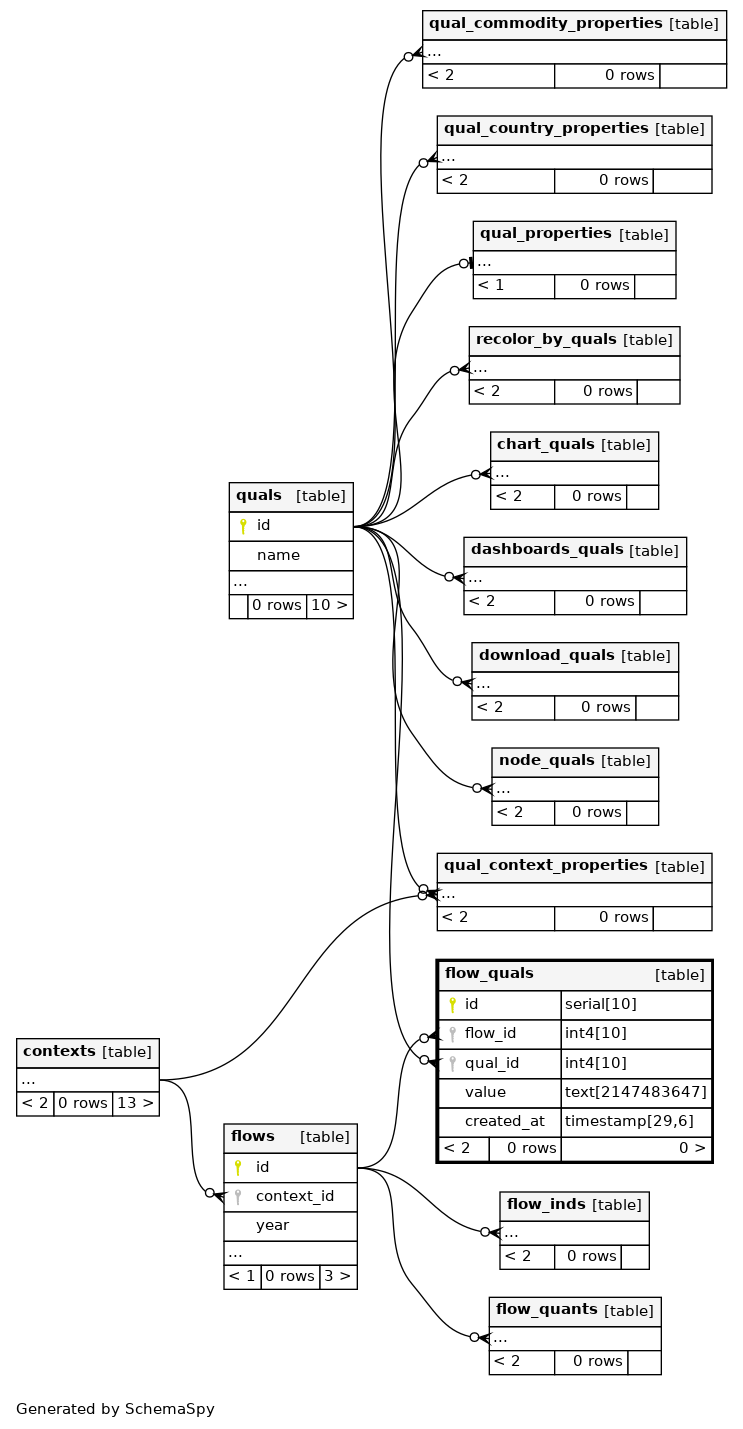 qual_commodity_properties [table]
...
< 2 0 rows
qual_country_properties [table]
...
< 2 0 rows
qual_properties [table]
...
< 1 0 rows
recolor_by_quals [table]
...
< 2 0 rows
chart_quals [table]
...
< 2 0 rows
quals [table]
id
name
...
0 rows 10 >
dashboards_quals [table]
...
< 2 0 rows
download_quals [table]
...
< 2 0 rows
node_quals [table]
...
< 2 0 rows
qual_context_properties [table]
...
< 2 0 rows
flow_quals [table]
id serial[10]
flow_id int4[10]
qual_id int4[10]
value text[2147483647]
created_at timestamp[29,6]
< 2 0 rows 0 >
contexts [table]
...
< 2 0 rows 13 >
flows [table]
id
context_id
year
...
< 1 0 rows 3 >
flow_inds [table]
...
< 2 0 rows
flow_quants [table]
...
< 2 0 rows
Generated by SchemaSpy